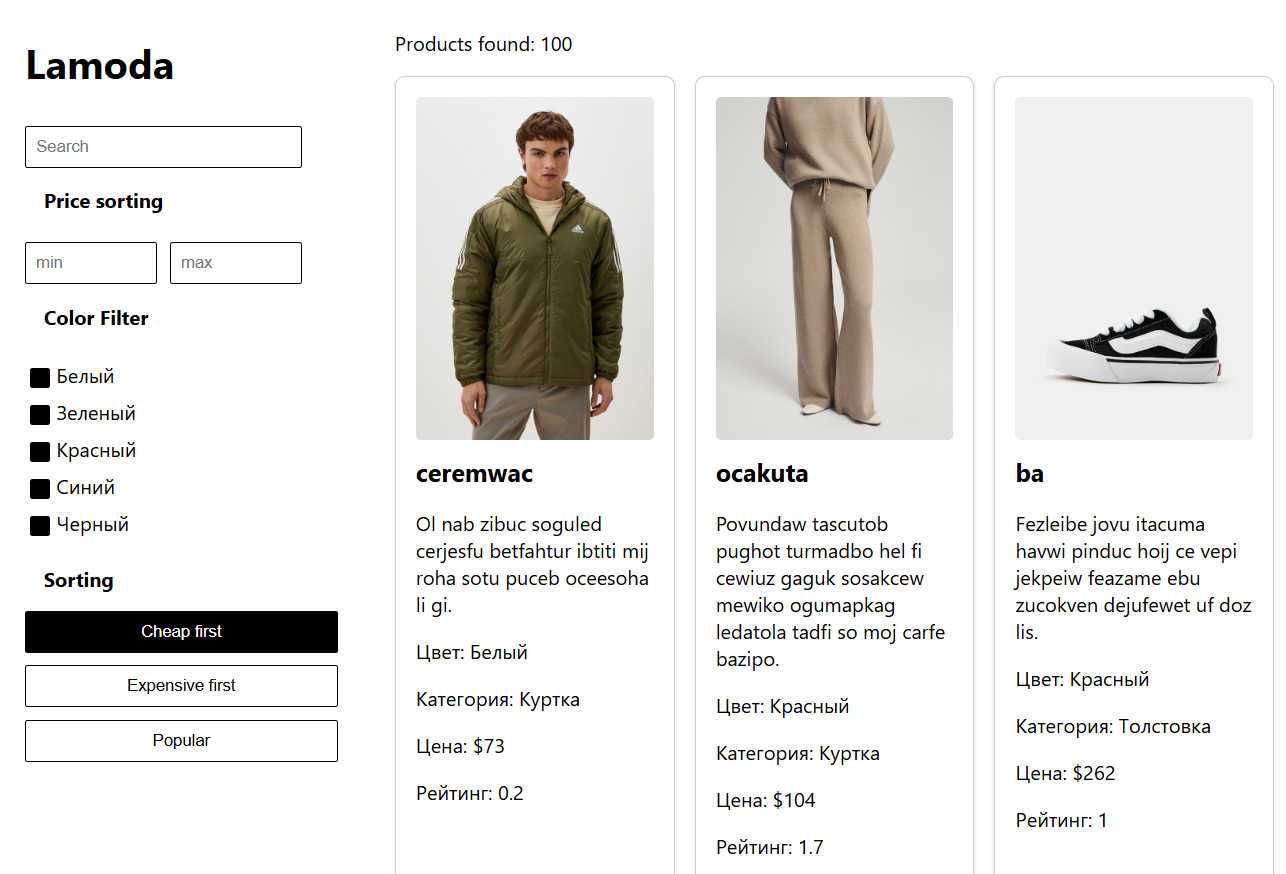 Lamoda
Search
Price sorting
min
max
Color Filter
Белый
Зеленый
Красный
Синий
Черный
Sorting
Cheap first
Expensive first
Popular
Products found: 100
ceremwac
Ol nab zibuc soguled
cerjesfu betfahtur ibtiti mij
roha sotu puceb oceesoha
li gi.
Цвет: Белый
Категория: Куртка
Цена: $73
Рейтинг: 0.2
ocakuta
Povundaw tascutob
pughot turmadbo hel fi
cewiuz gaguk sosakcew
mewiko ogumapkag
ledatola tadfi so moj carfe
bazipo.
Цвет: Красный
Категория: Куртка
Цена: $104
Рейтинг: 1.7
ba
Fezleibe jovu itacuma
havwi pinduc hoij ce vepi
jekpeiw feazame ebu
zucokven dejufewet uf doz
lis.
Цвет: Красный
Категория: Толстовка
Цена: $262
Рейтинг: 1